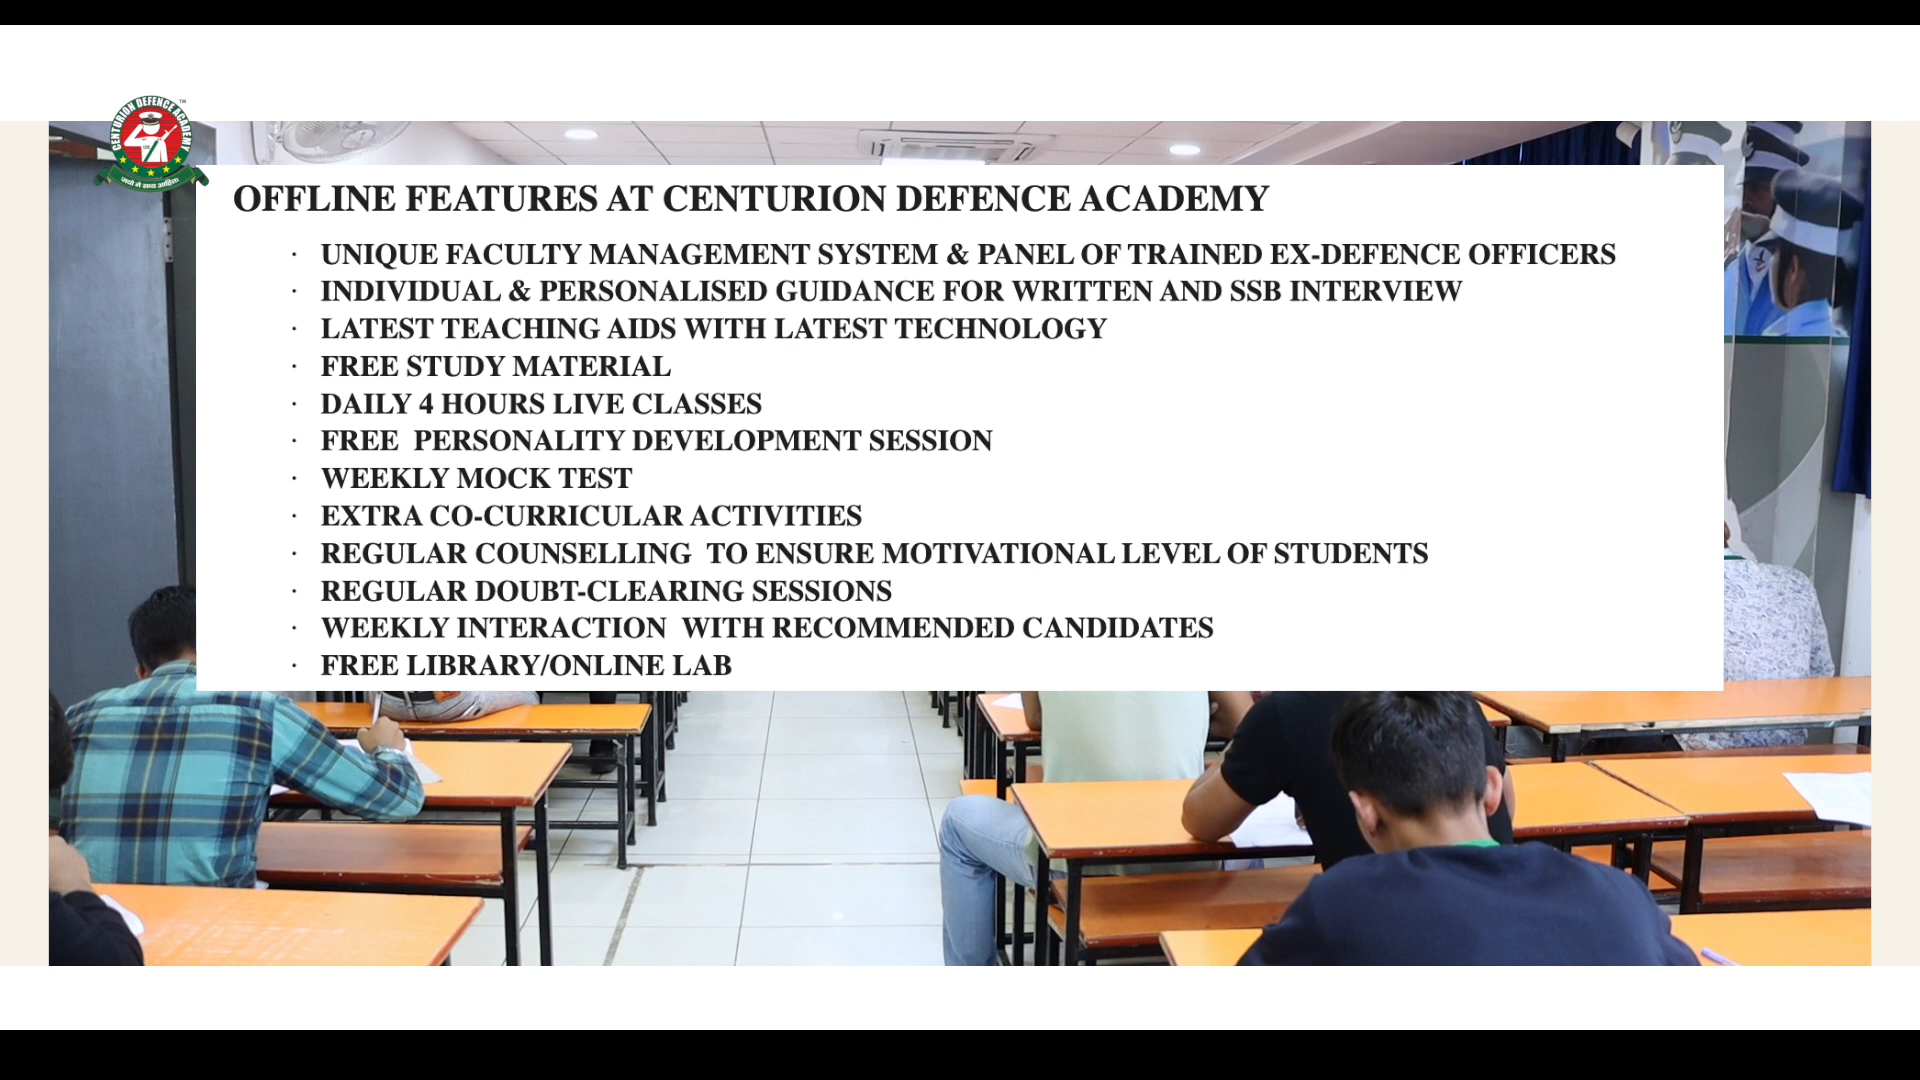 CENTURION DEFENCE ACADEMY
TM
OFFLINE FEATURES AT CENTURION DEFENCE ACADEMY
· UNIQUE FACULTY MANAGEMENT SYSTEM & PANEL OF TRAINED EX-DEFENCE OFFICERS
· INDIVIDUAL & PERSONALISED GUIDANCE FOR WRITTEN AND SSB INTERVIEW
· LATEST TEACHING AIDS WITH LATEST TECHNOLOGY
· FREE STUDY MATERIAL
· DAILY 4 HOURS LIVE CLASSES
· FREE  PERSONALITY DEVELOPMENT SESSION
· WEEKLY MOCK TEST
· EXTRA CO-CURRICULAR ACTIVITIES
· REGULAR COUNSELLING  TO ENSURE MOTIVATIONAL LEVEL OF STUDENTS
· REGULAR DOUBT-CLEARING SESSIONS
· WEEKLY INTERACTION  WITH RECOMMENDED CANDIDATES
· FREE LIBRARY/ONLINE LAB